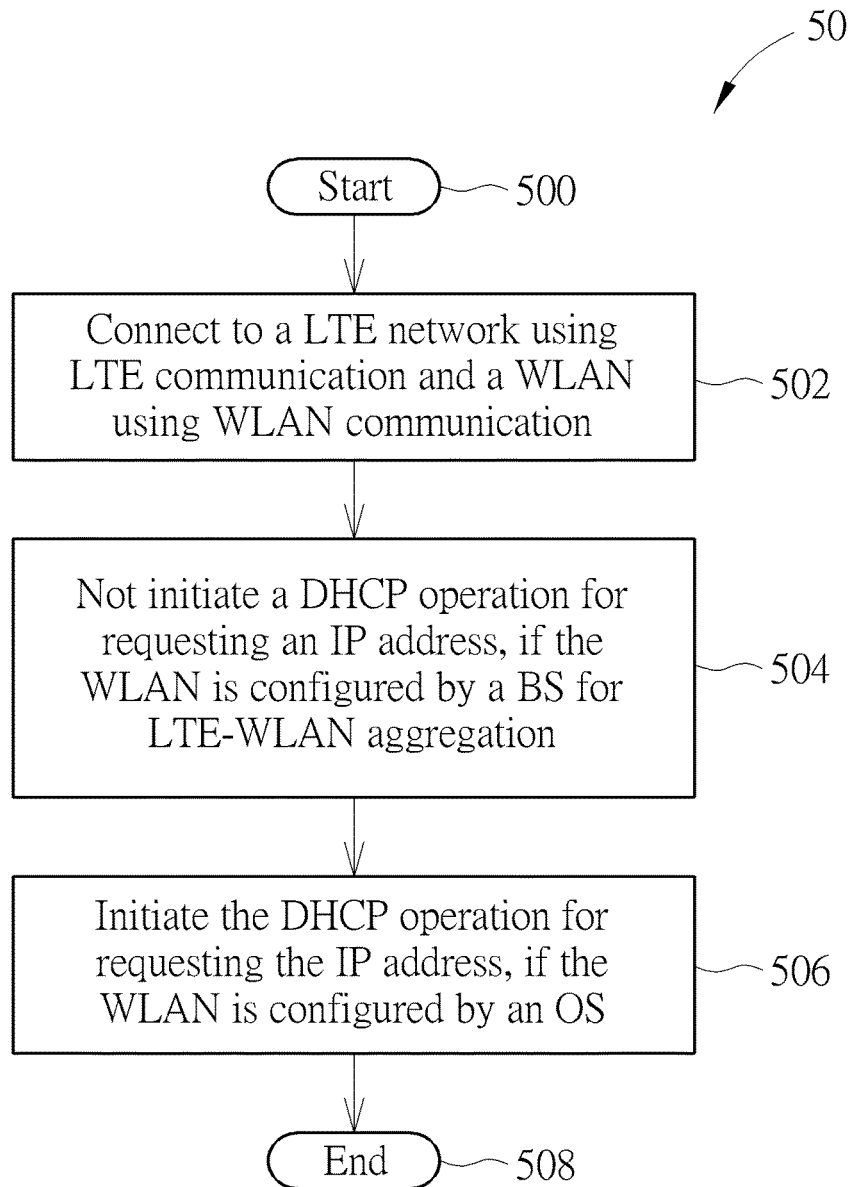 50
Start
500
Connect to a LTE network using
LTE communication and a WLAN
using WLAN communication
502
Not initiate a DHCP operation for
requesting an IP address, if the
WLAN is configured by a BS for
LTE-WLAN aggregation
504
Initiate the DHCP operation for
requesting the IP address, if the
WLAN is configured by an OS
506
End
508